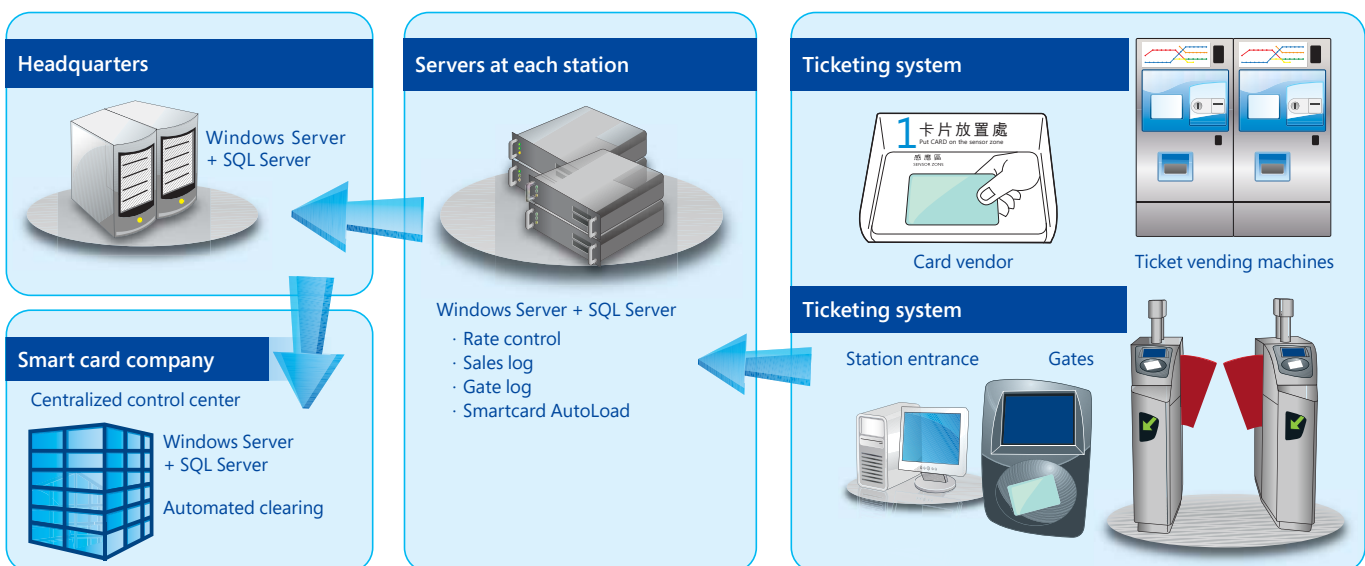 Headquarters
Windows Server
+ SQL Server
Smart card company
Centralized control center
Windows Server
+ SQL Server
Automated clearing
Servers at each station
Windows Server + SQL Server
· Rate control
· Sales log
· Gate log
· Smartcard AutoLoad
Ticketing system
1 卡片放置處
Put CARD on the sensor zone
感應區
SENSOR ZONE
Card vendor
Ticket vending machines
Ticketing system
Station entrance
Gates